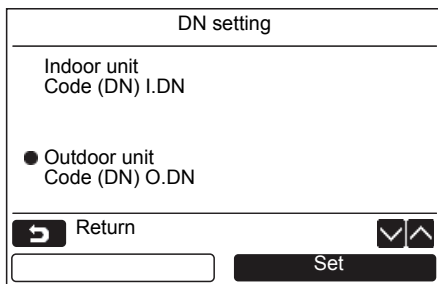 DN setting
Indoor unit
Code (DN) I.DN
Outdoor unit
Code (DN) O.DN
Return
Set